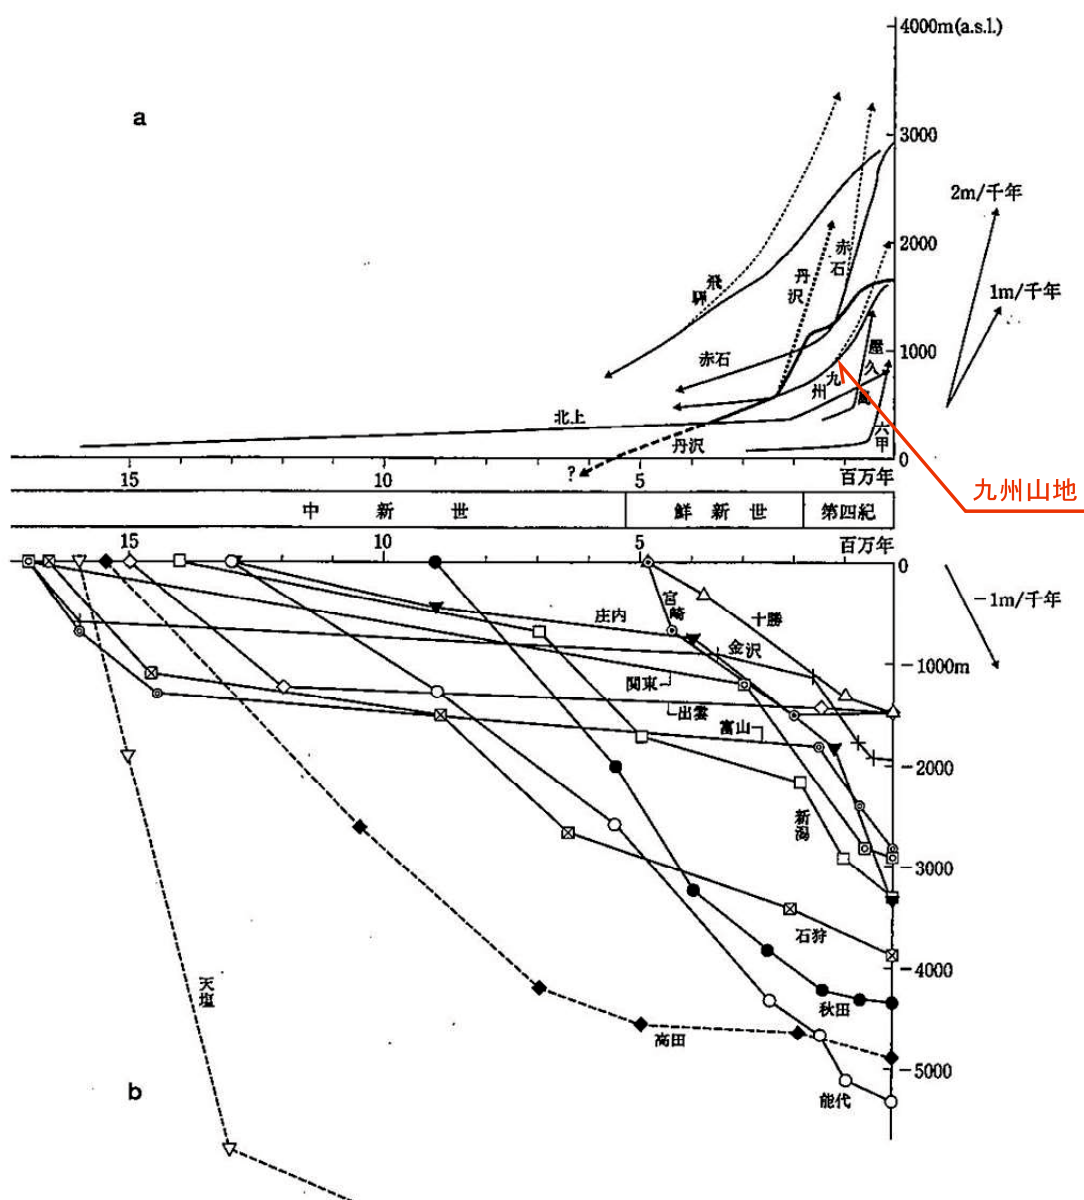 4000m(a.s.l.)
a
3000
2m/千年
2000
赤石
丹沢
飛騨
1m/千年
赤石
1000
屋久島
九州
北上
六甲
丹沢
0
?
15
10
5
百万年
九州山地
中新世
鮮新世
第四紀
15
10
5
百万年
0
宮崎
十勝
庄内
-1m/千年
金沢
-1000m
関東
出雲
富山
-2000
新潟
-3000
石狩
-4000
天塩
秋田
高田
-5000
b
能代